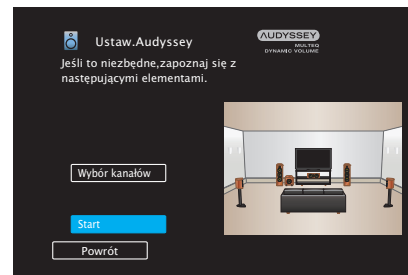 Ustaw.Audyssey
AUDYSSEY
MULTEQ
DYNAMIC VOLUME
Jeśli to niezbędne,zapoznaj się z
następującymi elementami.
Wybór kanałów
Start
Powrót